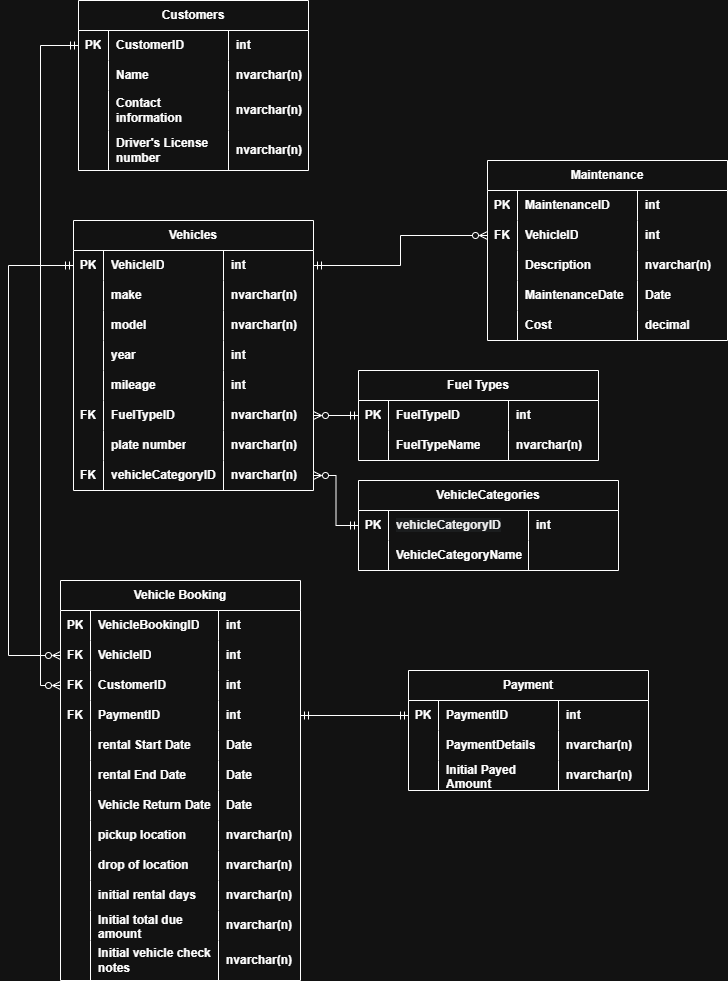 Customers
PK CustomerID int
Name nvarchar(n)
Contact
information nvarchar(n)
Driver's License
number nvarchar(n)
Maintenance
PK MaintenanceID int
FK VehicleID int
Description nvarchar(n)
MaintenanceDate Date
Cost decimal
Vehicles
PK VehicleID int
make nvarchar(n)
model nvarchar(n)
year int
mileage int
FK FuelTypeID nvarchar(n)
plate number nvarchar(n)
FK vehicleCategoryID nvarchar(n)
Fuel Types
PK FuelTypeID int
FuelTypeName nvarchar(n)
VehicleCategories
PK vehicleCategoryID int
VehicleCategoryName
Vehicle Booking
PK VehicleBookingID int
FK VehicleID int
FK CustomerID int
FK PaymentID int
rental Start Date Date
rental End Date Date
Vehicle Return Date Date
pickup location nvarchar(n)
drop of location nvarchar(n)
initial rental days nvarchar(n)
Initial total due
amount nvarchar(n)
Initial vehicle check
notes nvarchar(n)
Payment
PK PaymentID int
PaymentDetails nvarchar(n)
Initial Payed
Amount nvarchar(n)